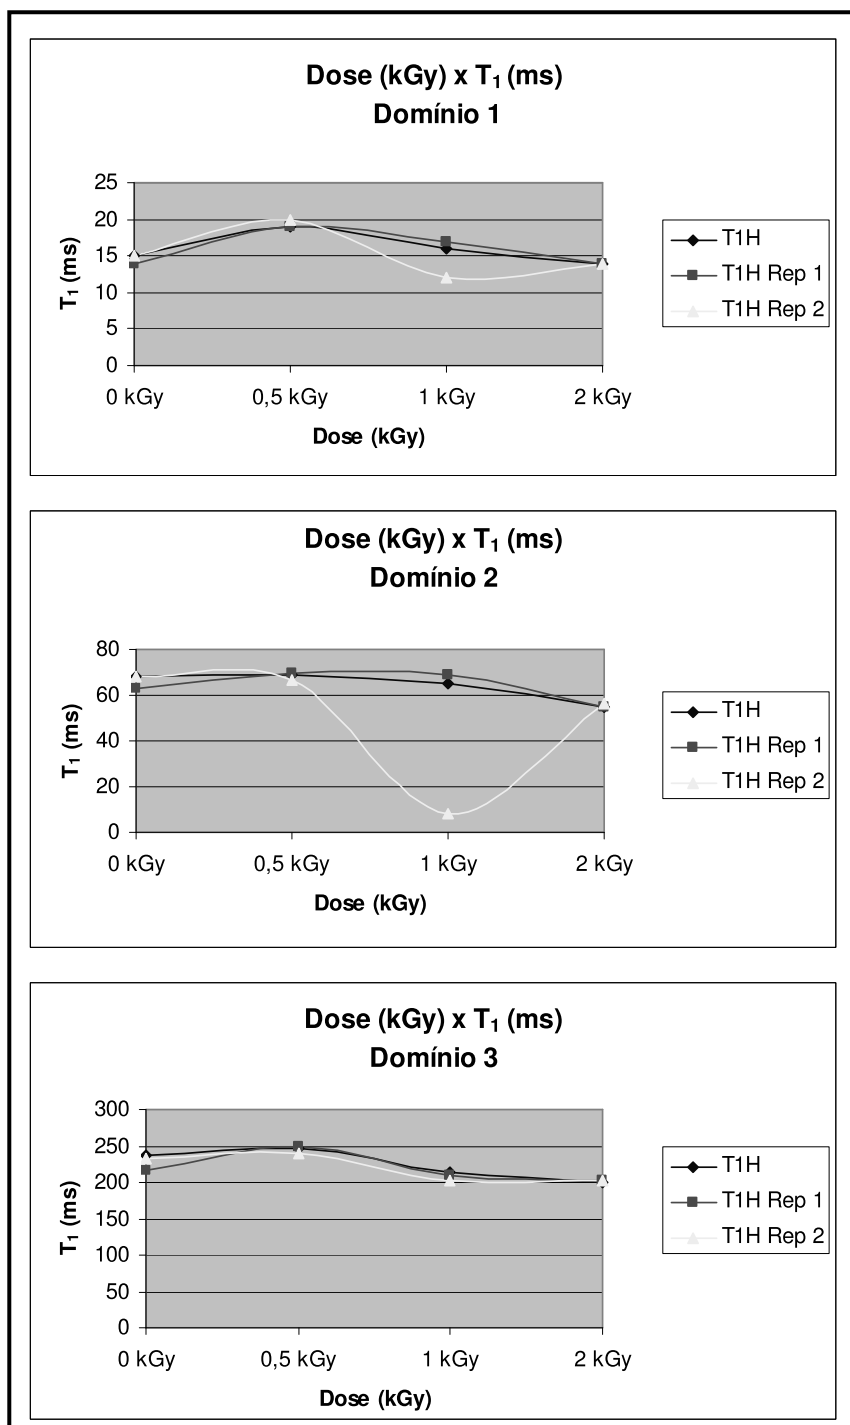 Dose (kGy) x T₁ (ms)
Domínio 1
25
20
15
10
5
0
T₁ (ms)
0 kGy 0,5 kGy 1 kGy 2 kGy
Dose (kGy)
T1H
T1H Rep 1
T1H Rep 2
Dose (kGy) x T₁ (ms)
Domínio 2
80
60
40
20
0
T₁ (ms)
0 kGy 0,5 kGy 1 kGy 2 kGy
Dose (kGy)
T1H
T1H Rep 1
T1H Rep 2
Dose (kGy) x T₁ (ms)
Domínio 3
300
250
200
150
100
50
0
T₁ (ms)
0 kGy 0,5 kGy 1 kGy 2 kGy
Dose (kGy)
T1H
T1H Rep 1
T1H Rep 2